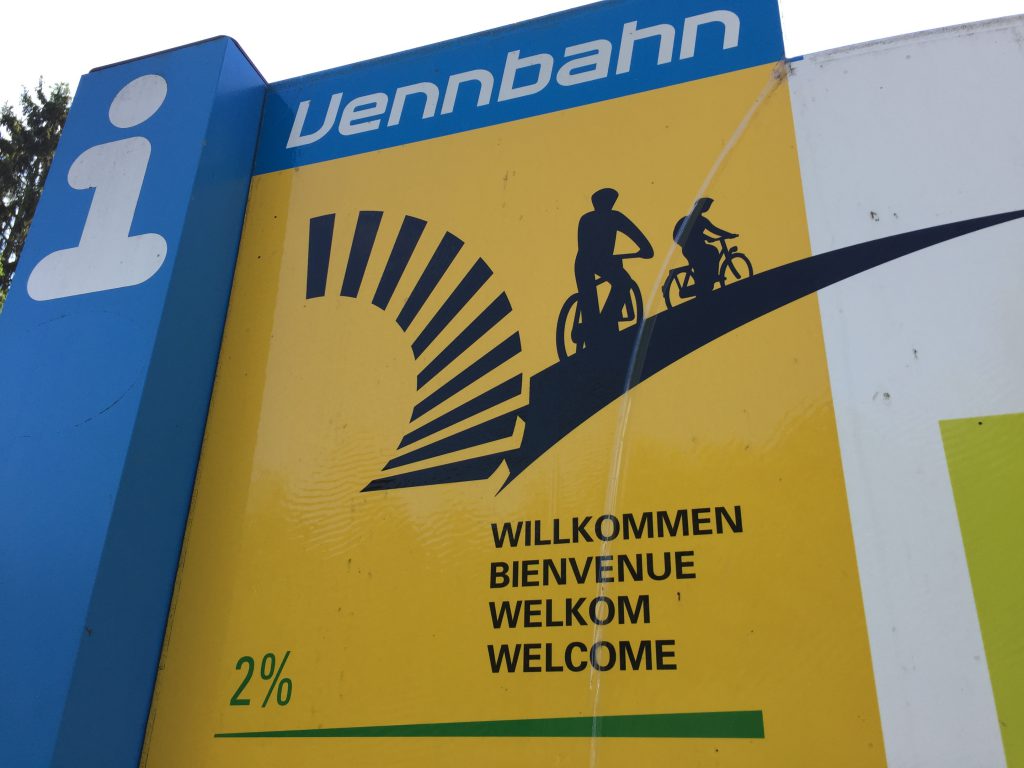 i
Vennbahn
WILLKOMMEN
BIENVENUE
WELKOM
WELCOME
2%